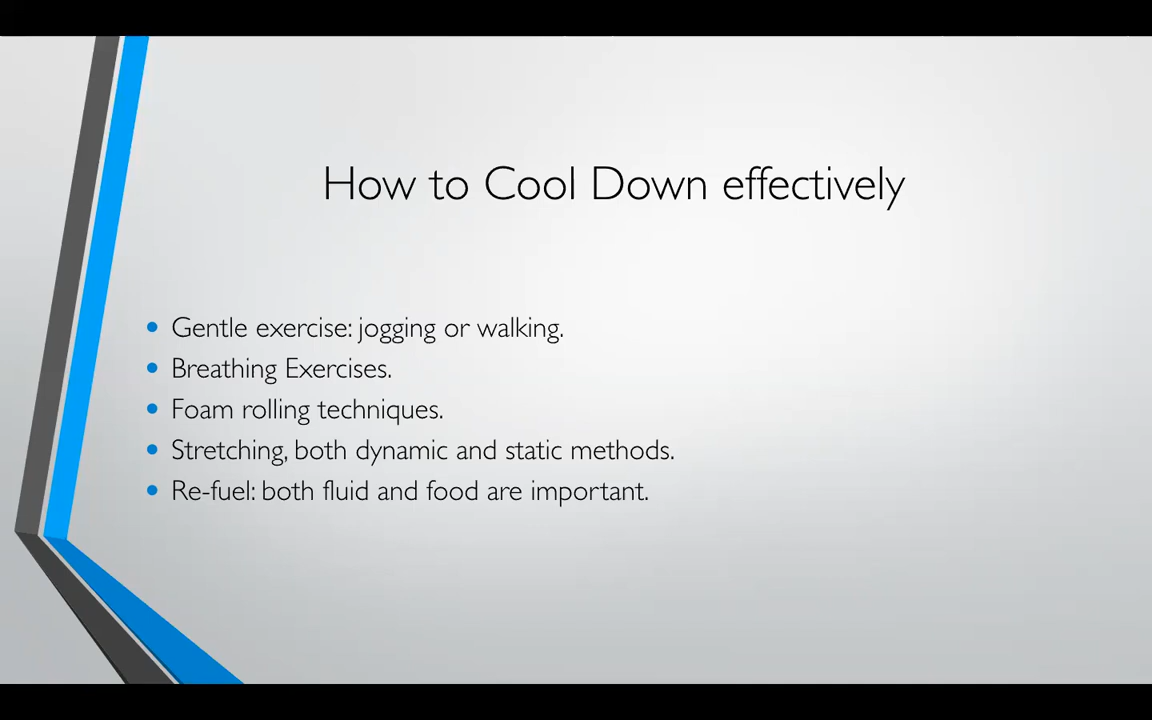 How to Cool Down effectively
• Gentle exercise: jogging or walking.
• Breathing Exercises.
• Foam rolling techniques.
• Stretching, both dynamic and static methods.
• Re-fuel: both fluid and food are important.